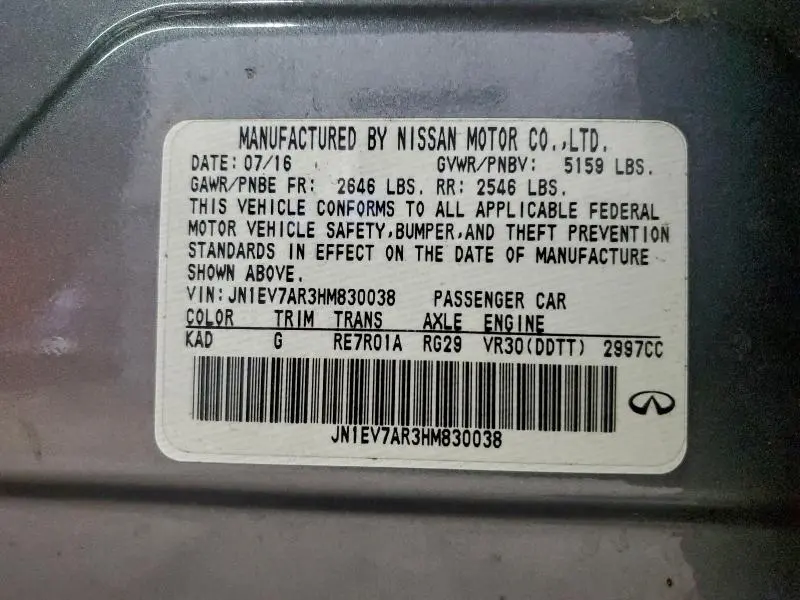 MANUFACTURED BY NISSAN MOTOR CO.,LTD.
DATE: 07/16 GVWR/PNBV: 5159 LBS.
GAWR/PNBE FR: 2646 LBS. RR: 2546 LBS.
THIS VEHICLE CONFORMS TO ALL APPLICABLE FEDERAL
MOTOR VEHICLE SAFETY,BUMPER,AND THEFT PREVENTION
STANDARDS IN EFFECT ON THE DATE OF MANUFACTURE
SHOWN ABOVE.
VIN:JN1EV7AR3HM830038 PASSENGER CAR
COLOR TRIM TRANS AXLE ENGINE
KAD G RE7R01A RG29 VR30(DDTT) 2997CC
JN1EV7AR3HM830038